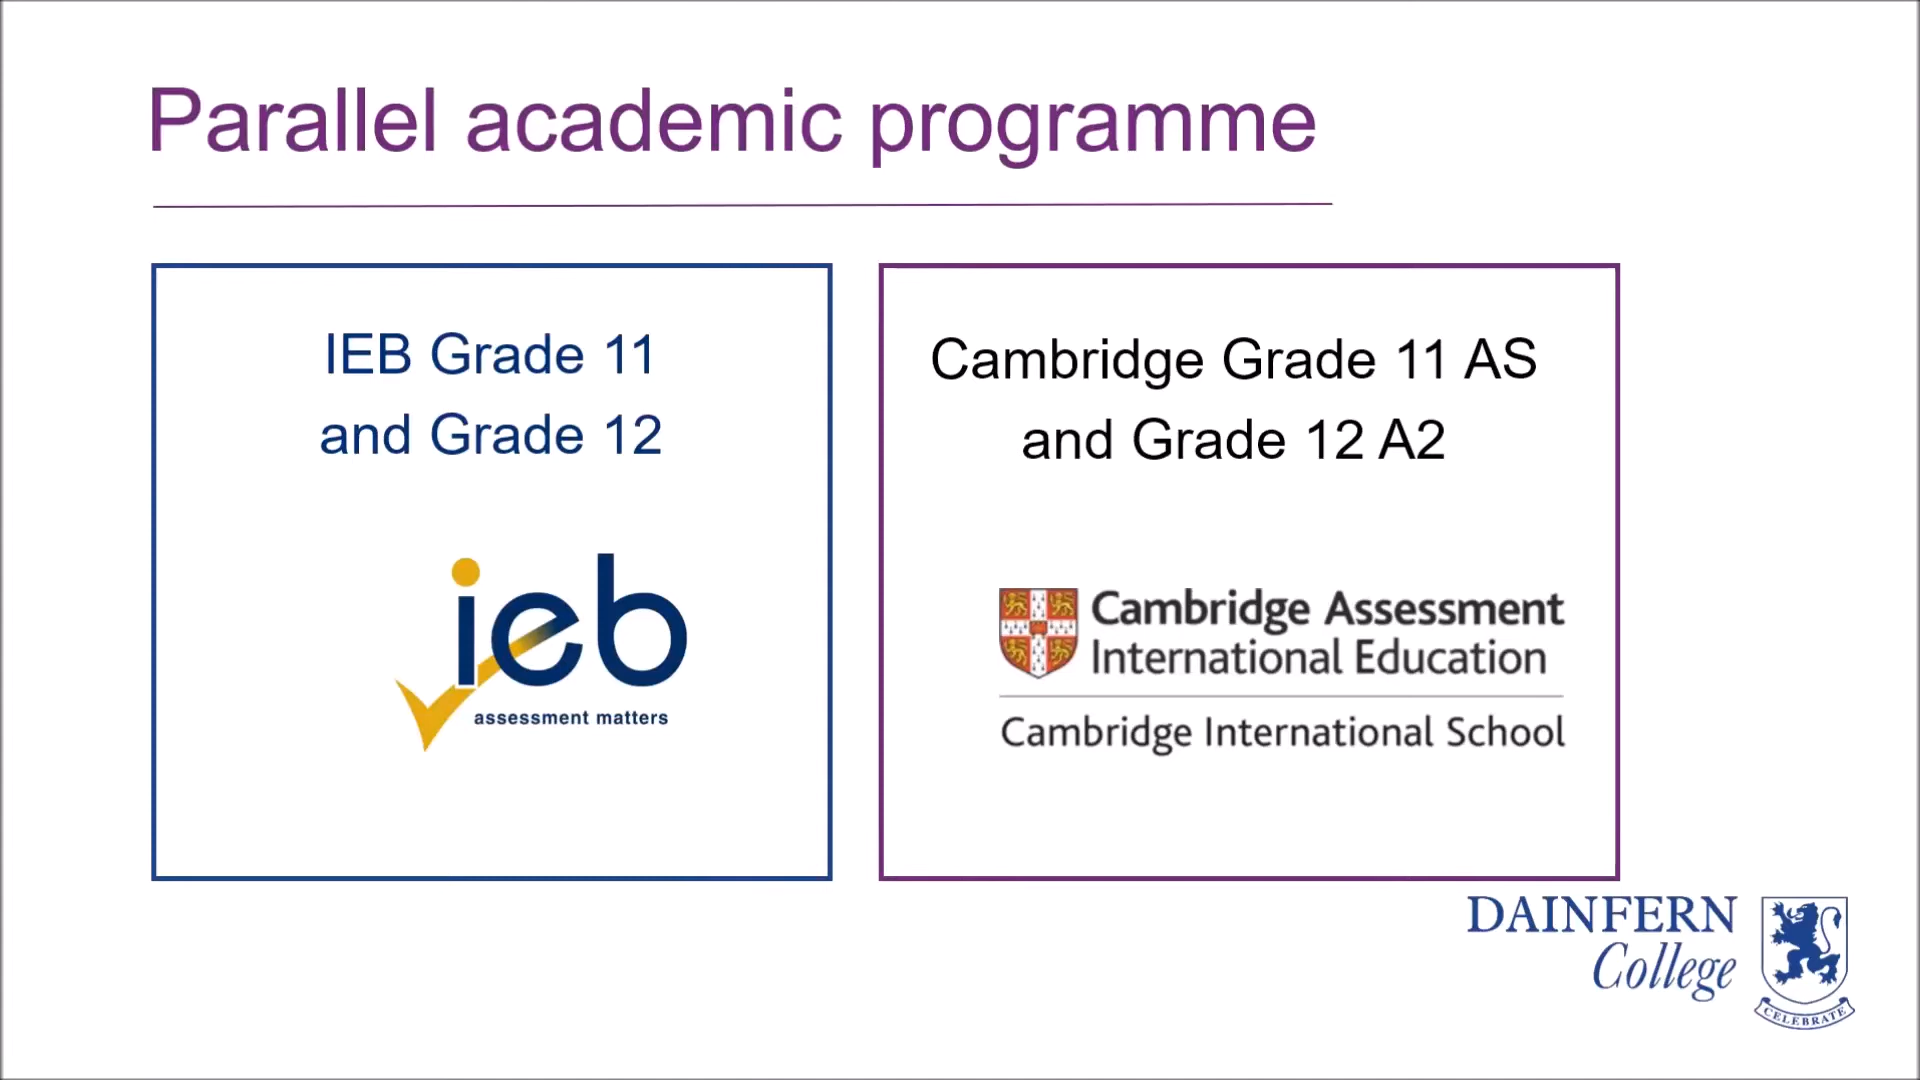 Parallel academic programme
IEB Grade 11
and Grade 12
ieb
assessment matters
Cambridge Grade 11 AS
and Grade 12 A2
Cambridge Assessment
International Education
Cambridge International School
DAINFERN
College
CELEBRATE